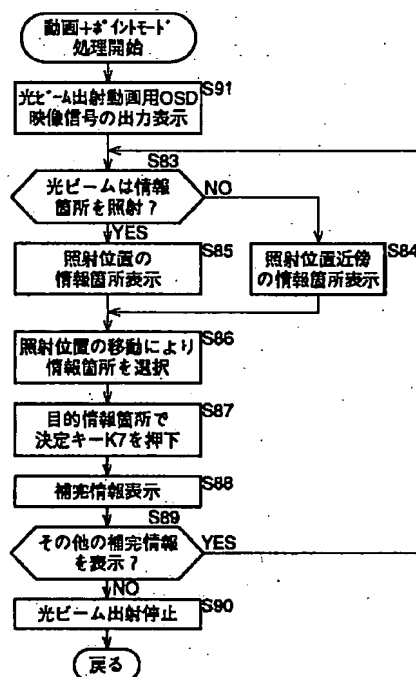 動画+ポイントモード
処理開始
S91
光ビーム出射動画用OSD
映像信号の出力表示
S83
光ビームは情報
箇所を照射？
NO
YES
S85
照射位置の
情報箇所表示
S84
照射位置近傍
の情報箇所表示
S86
照射位置の移動により
情報箇所を選択
S87
目的情報箇所で
決定キーK7を押下
S88
補完情報表示
S89
その他の補完情報
を表示？
YES
NO
S90
光ビーム出射停止
戻る